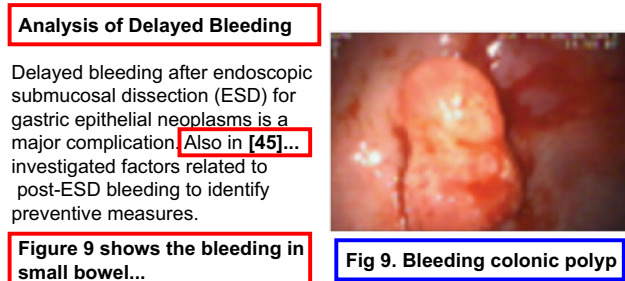 Analysis of Delayed Bleeding
Delayed bleeding after endoscopic
submucosal dissection (ESD) for
gastric epithelial neoplasms is a
major complication. Also in [45]...
investigated factors related to
post-ESD bleeding to identify
preventive measures.
Figure 9 shows the bleeding in
small bowel...
Fig 9. Bleeding colonic polyp